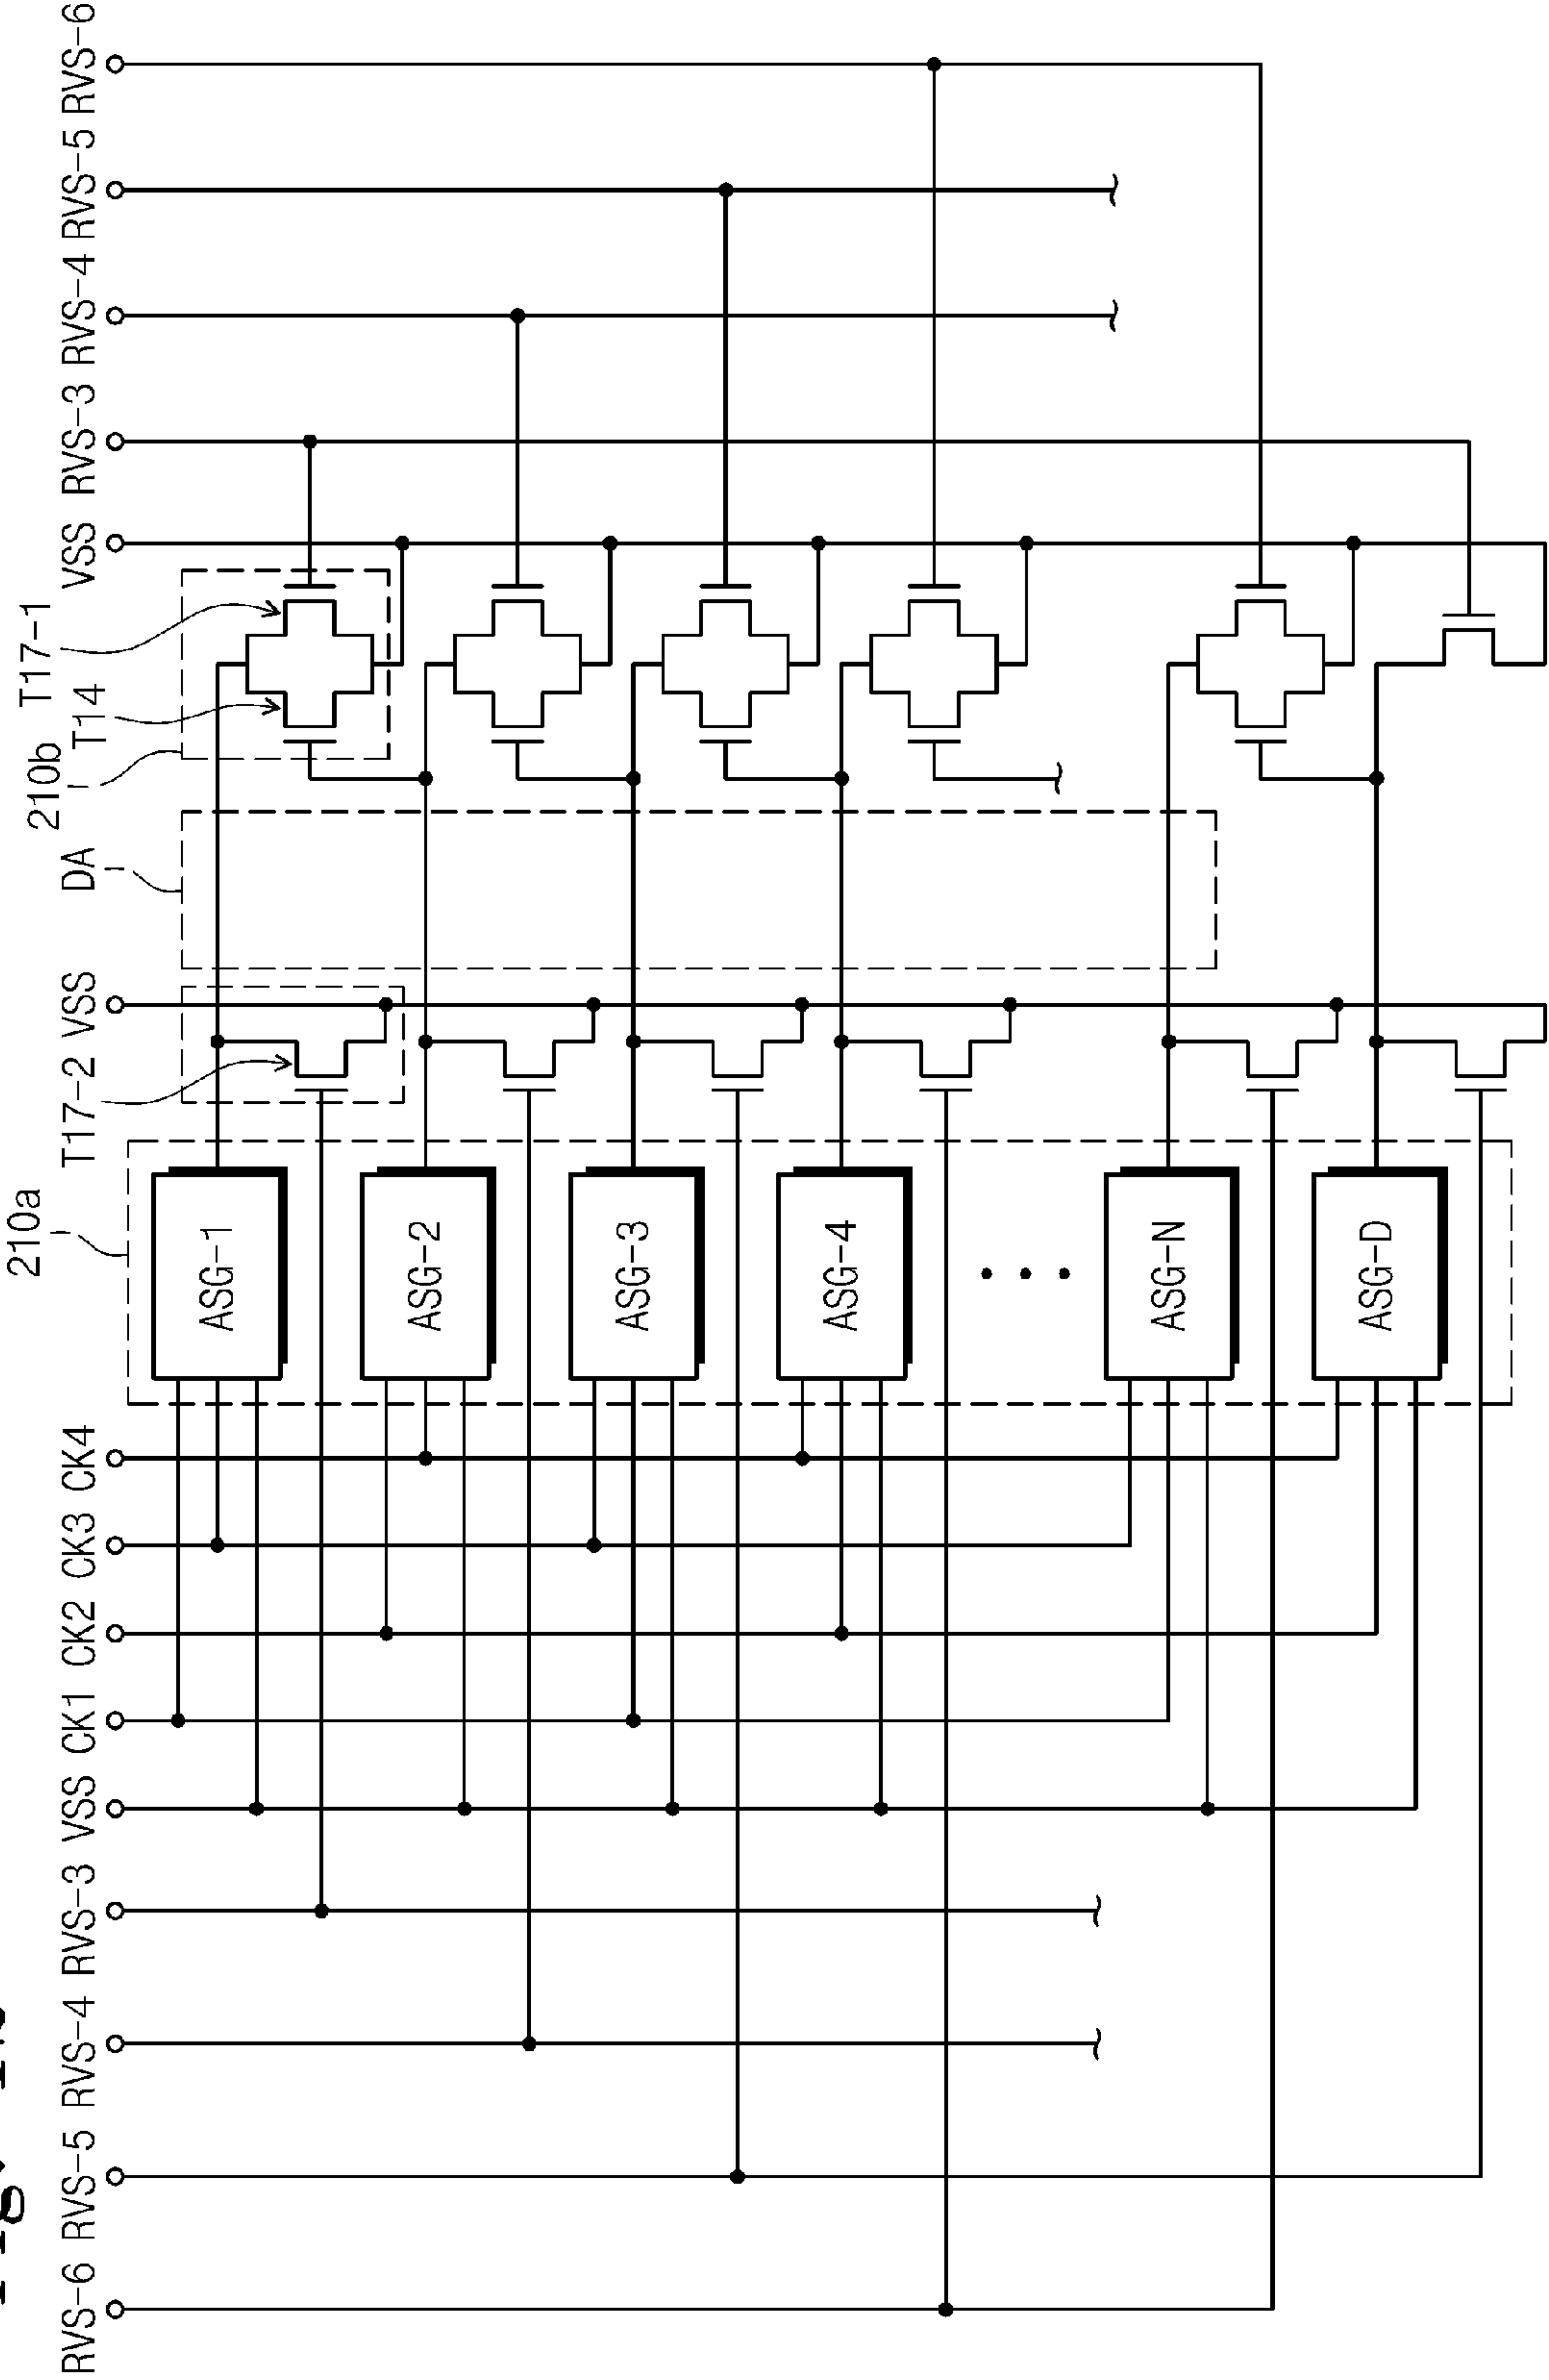 210a
210b
T17-1
T14
RVS-6 RVS-5 RVS-4 RVS-3 VSS CK1 CK2 CK3 CK4 T17-2 VSS DA VSS RVS-3 RVS-4 RVS-5 RVS-6
ASG-1
ASG-2
ASG-3
ASG-4
ASG-N
ASG-D